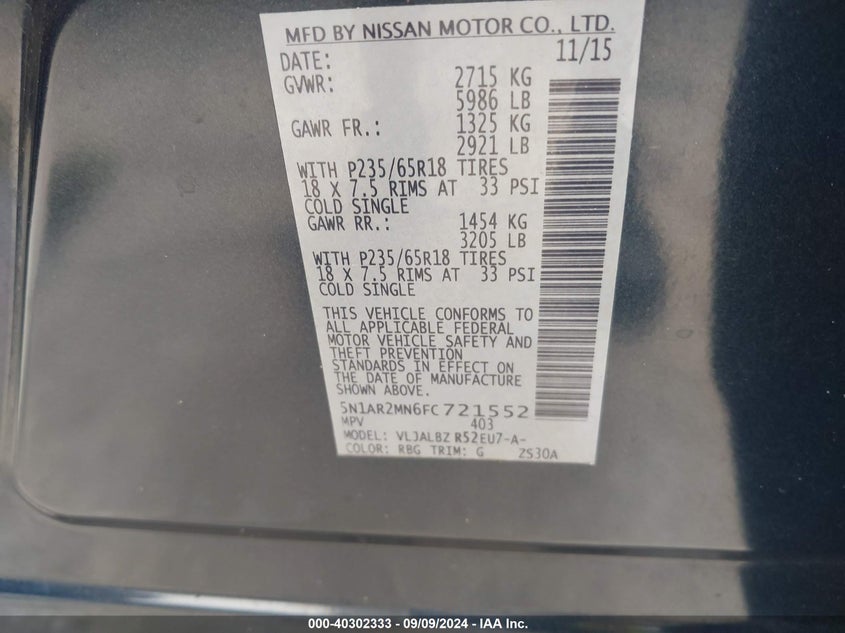 MFD BY NISSAN MOTOR CO., LTD.
DATE: 11/15
GVWR: 2715 KG
5986 LB
GAWR FR.: 1325 KG
2921 LB
WITH P235/65R18 TIRES
18 X 7.5 RIMS AT 33 PSI
COLD SINGLE
GAWR RR.: 1454 KG
3205 LB
WITH P235/65R18 TIRES
18 X 7.5 RIMS AT 33 PSI
COLD SINGLE
THIS VEHICLE CONFORMS TO
ALL APPLICABLE FEDERAL
MOTOR VEHICLE SAFETY AND
THEFT PREVENTION
STANDARDS IN EFFECT ON
THE DATE OF MANUFACTURE
SHOWN ABOVE.
5N1AR2MN6FC721552
MPV 403
MODEL: VLJALBZ R52EU7-A-
COLOR: RBG TRIM: G ZS30A
000-40302333 - 09/09/2024 - IAA Inc.